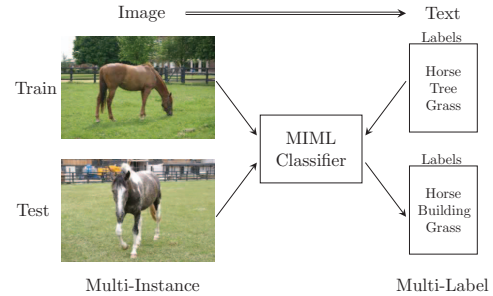 Image
Text
Train
Labels
Horse
Tree
Grass
MIML
Classifier
Test
Labels
Horse
Building
Grass
Multi-Instance
Multi-Label